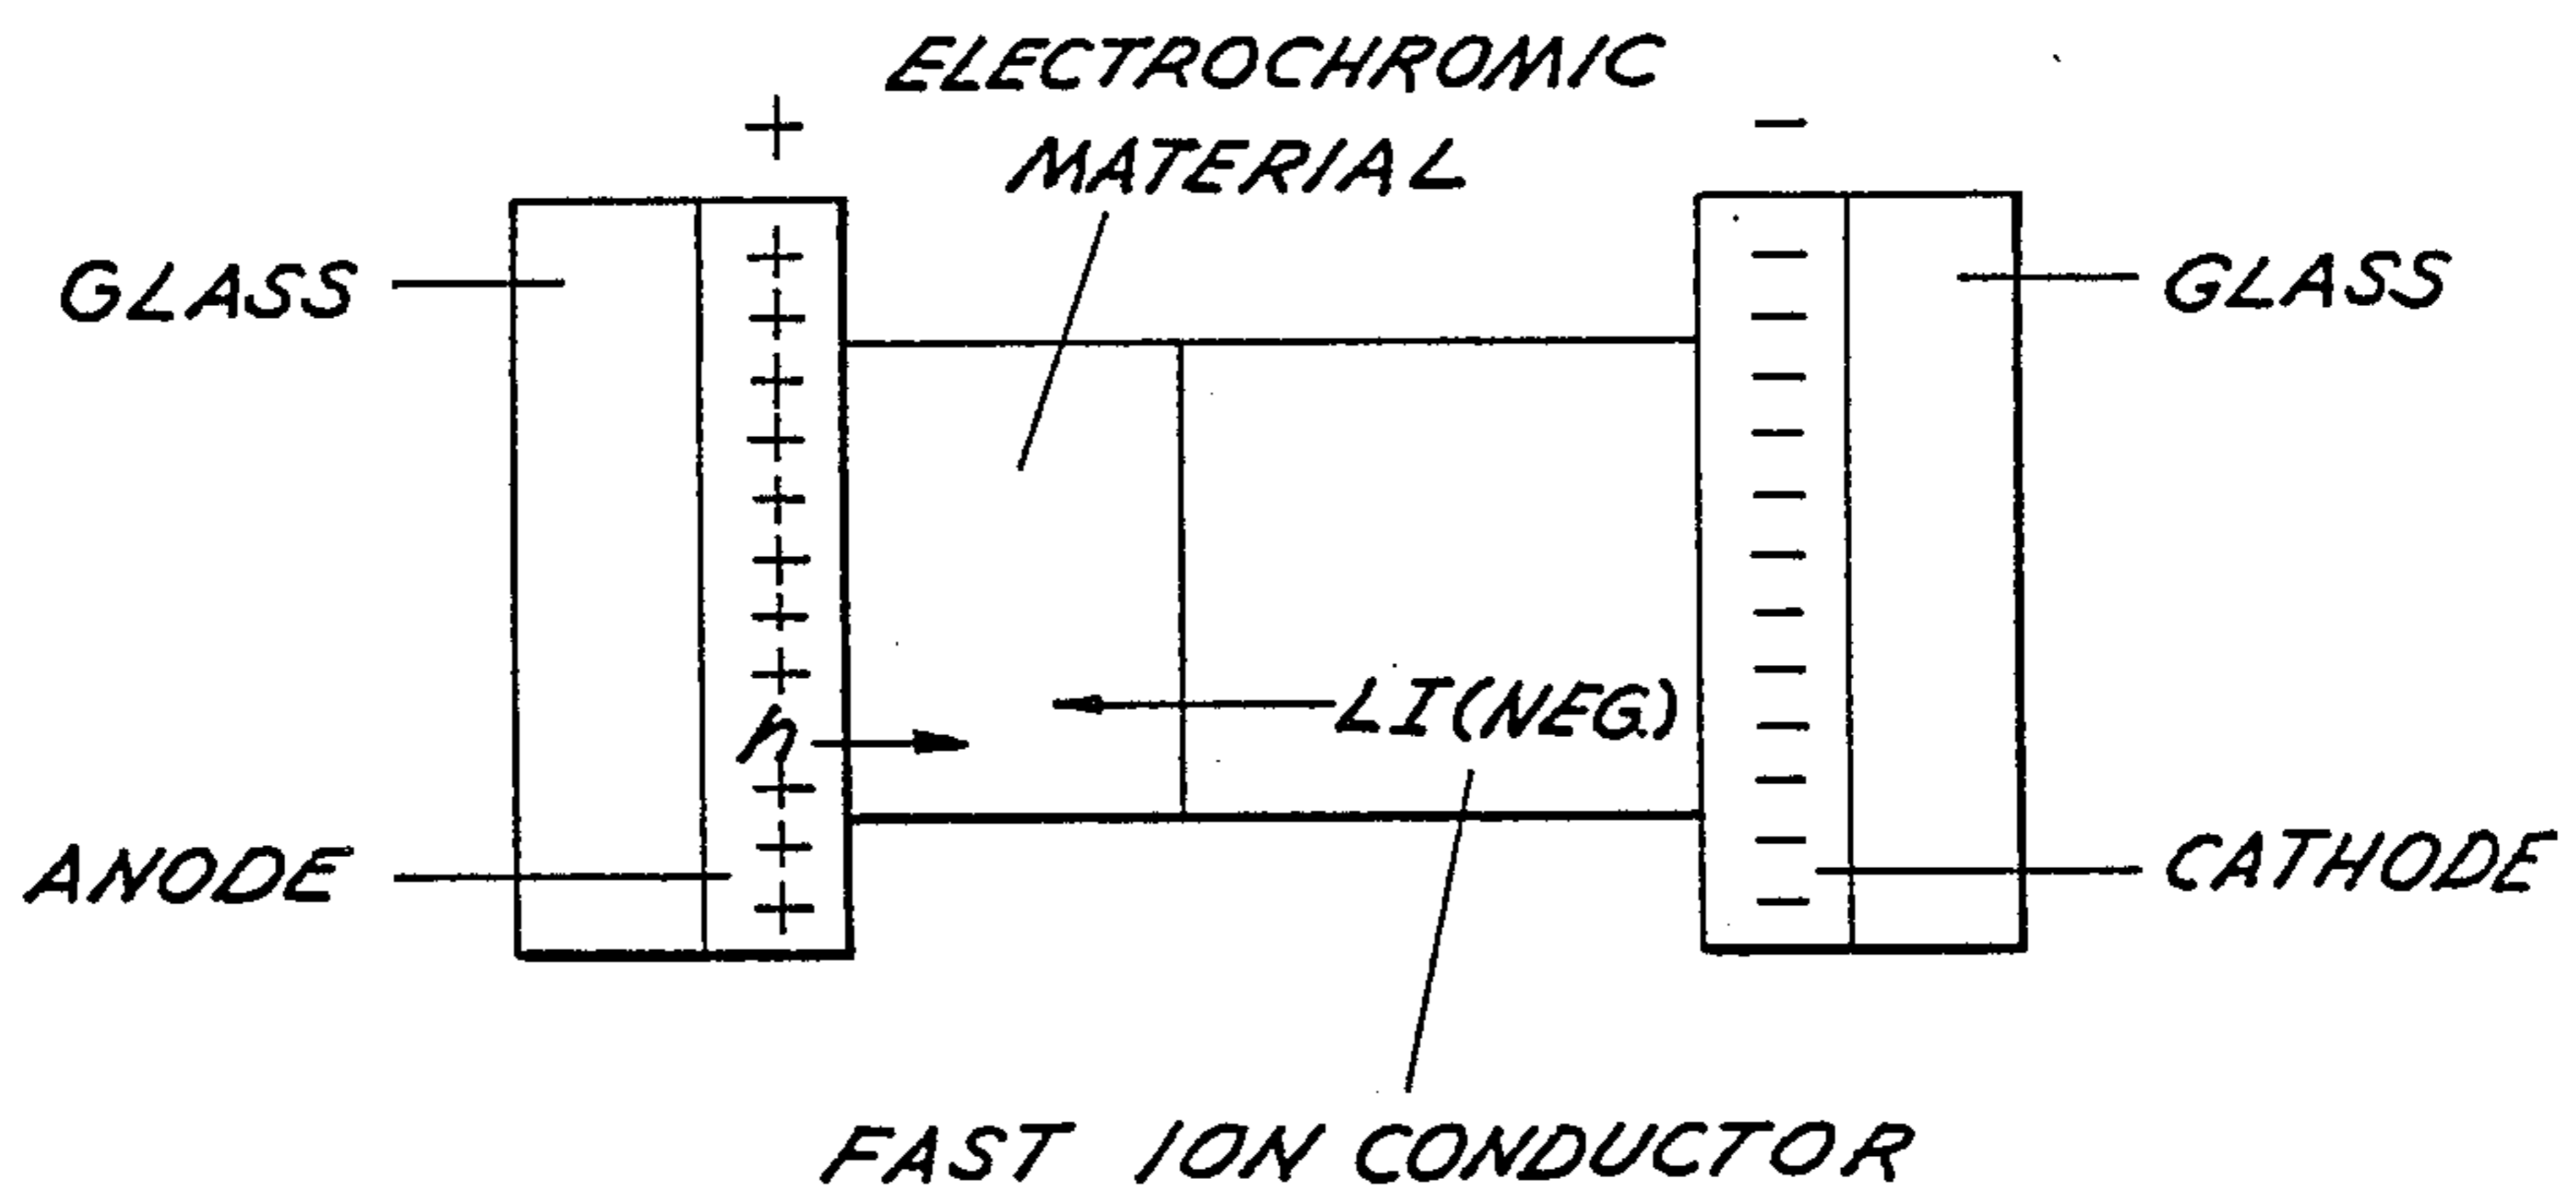 ELECTROCHROMIC
MATERIAL
+
−
GLASS
GLASS
+
+
+
+
+
+
+
+
h
+
+
+
−
−
−
−
−
−
−
−
−
−
−
−
LI(NEG.)
ANODE
CATHODE
FAST ION CONDUCTOR